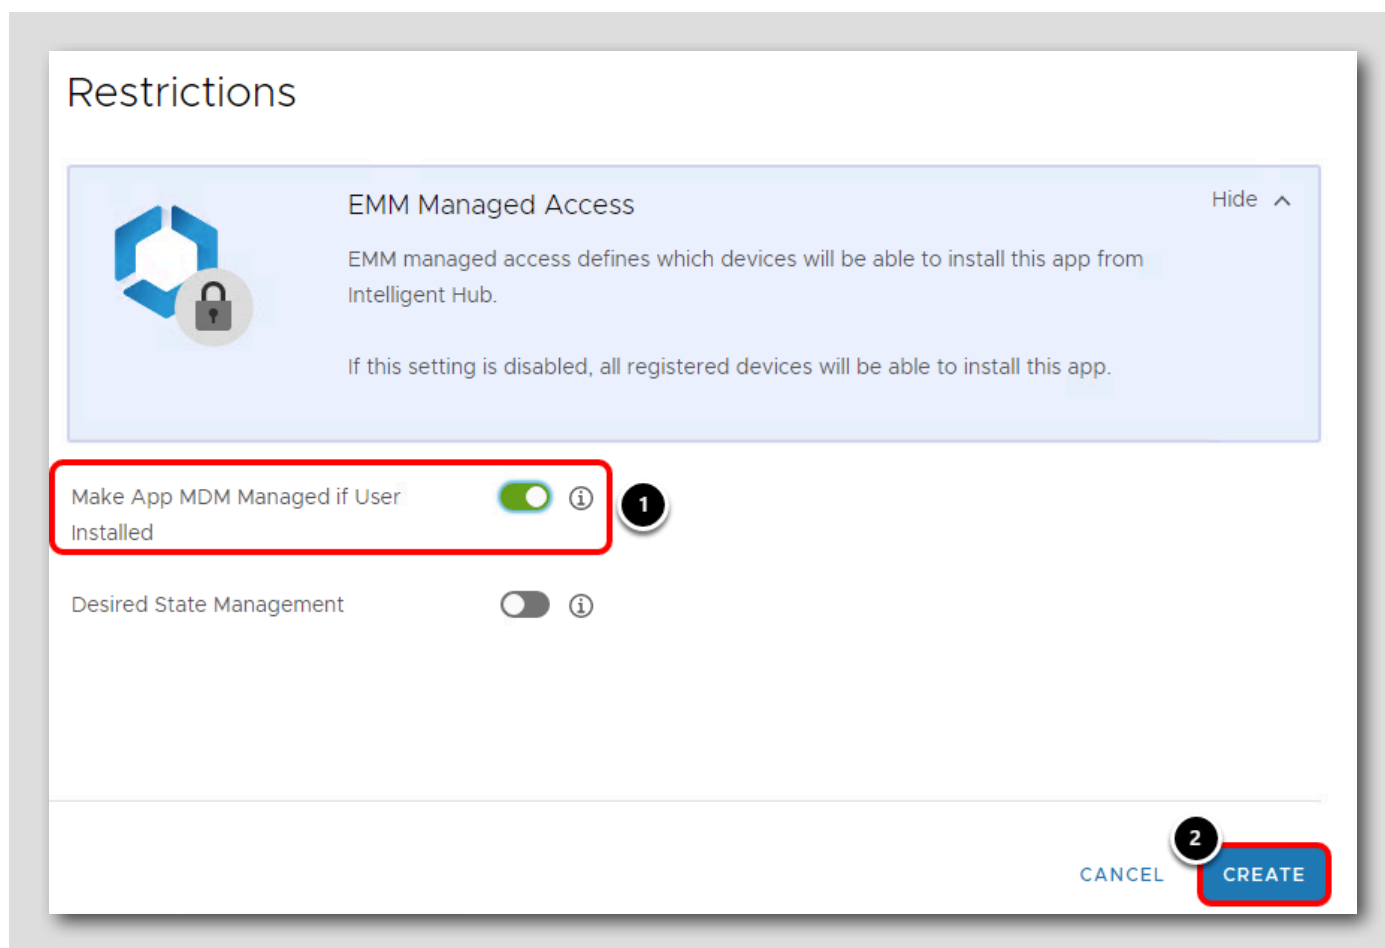 Restrictions
EMM Managed Access
Hide
EMM managed access defines which devices will be able to install this app from
Intelligent Hub.
If this setting is disabled, all registered devices will be able to install this app.
Make App MDM Managed if User
Installed
1
Desired State Management
2
CANCEL
CREATE